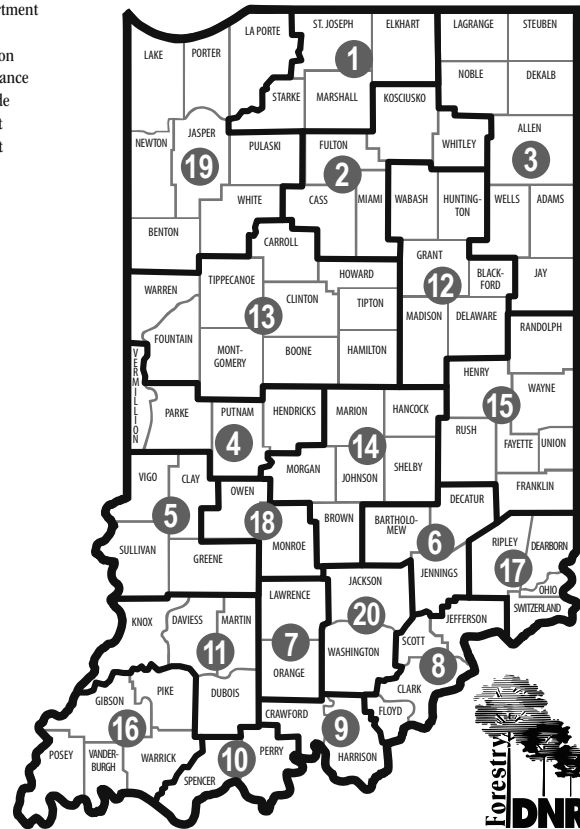 rtment
on
ance
de
t
t
LA PORTE
ST. JOSEPH
ELKHART
LAGRANGE
STEUBEN
LAKE
PORTER
1
NOBLE
DEKALB
STARKE
MARSHALL
KOSCIUSKO
NEWTON
JASPER
PULASKI
FULTON
WHITLEY
ALLEN
19
2
3
WHITE
CASS
MIAMI
WABASH
HUNTING-
TON
WELLS
ADAMS
BENTON
CARROLL
GRANT
WARREN
TIPPECANOE
HOWARD
12
BLACK-
FORD
JAY
13
CLINTON
TIPTON
MADISON
DELAWARE
FOUNTAIN
RANDOLPH
MONT-
GOMERY
BOONE
HAMILTON
VERMILLION
HENRY
WAYNE
PARKE
PUTNAM
HENDRICKS
MARION
HANCOCK
15
4
14
RUSH
FAYETTE
UNION
MORGAN
JOHNSON
SHELBY
VIGO
CLAY
FRANKLIN
OWEN
DECATUR
5
18
BROWN
BARTHOLO-
MEW
6
SULLIVAN
MONROE
RIPLEY
DEARBORN
GREENE
JENNINGS
17
OHIO
JACKSON
SWITZERLAND
LAWRENCE
KNOX
DAVIESS
MARTIN
20
JEFFERSON
7
SCOTT
11
ORANGE
WASHINGTON
8
DUBOIS
CLARK
PIKE
GIBSON
CRAWFORD
FLOYD
16
9
POSEY
VANDER-
BURGH
WARRICK
10
PERRY
HARRISON
SPENCER
Forestry
DNR